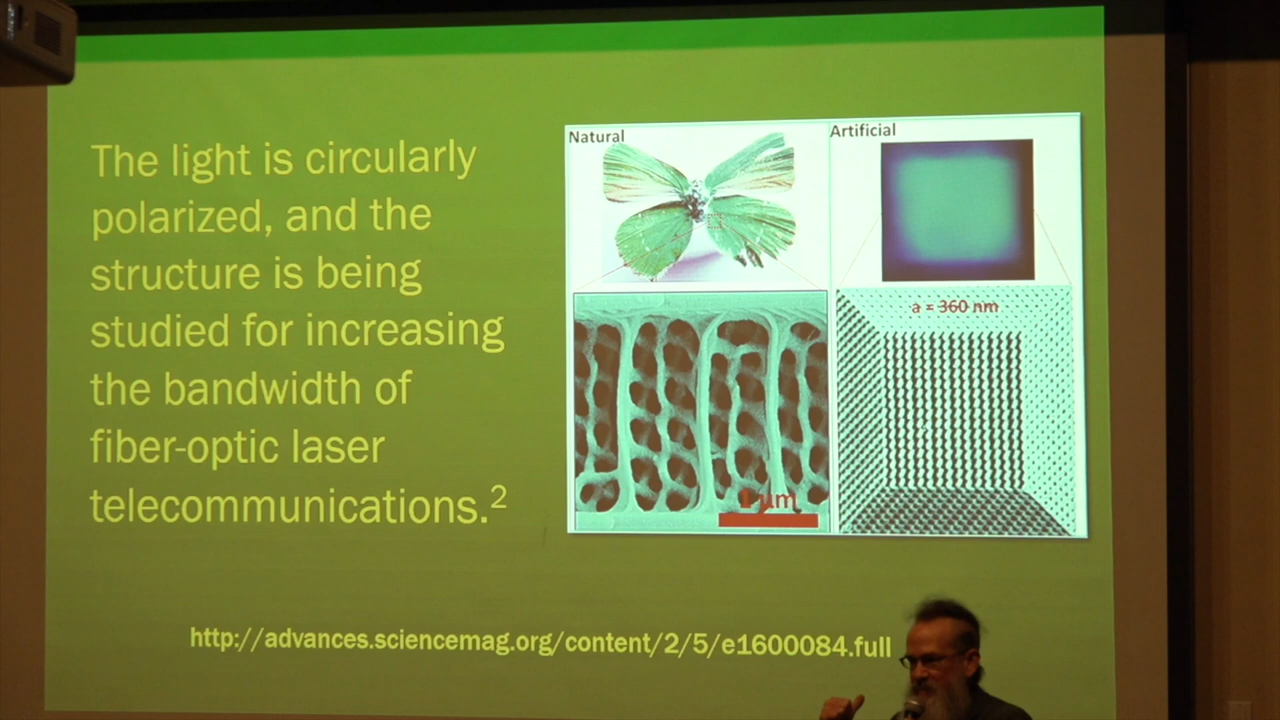 The light is circularly
polarized, and the
structure is being
studied for increasing
the bandwidth of
fiber-optic laser
telecommunications.²
Natural
Artificial
a = 360 nm
1 µm
http://advances.sciencemag.org/content/2/5/e1600084.full